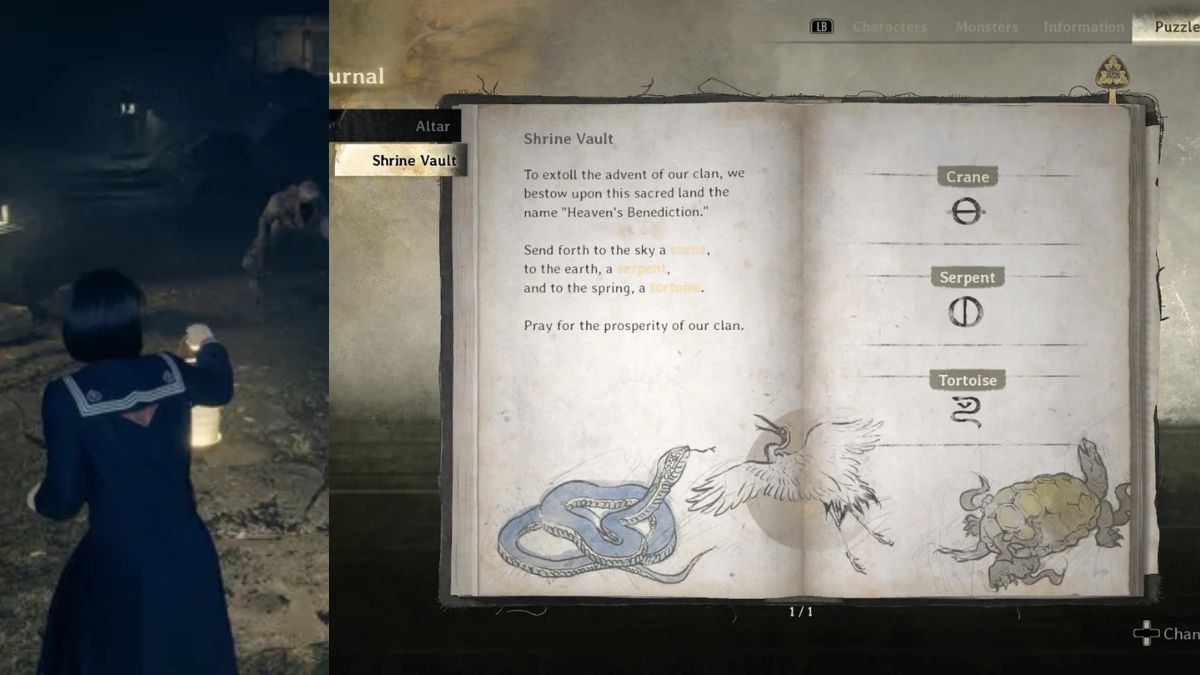 LB Characters Monsters Information Puzzle
urnal
Altar
Shrine Vault
Shrine Vault
To extoll the advent of our clan, we
bestow upon this sacred land the
name "Heaven's Benediction."
Send forth to the sky a crane,
to the earth, a serpent,
and to the spring, a tortoise.
Pray for the prosperity of our clan.
Crane
Serpent
Tortoise
1/1
Chan